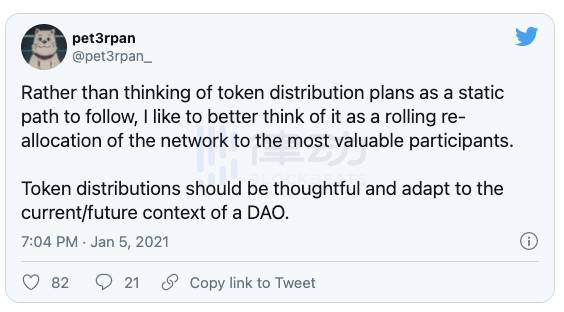 pet3rpan
@pet3rpan_
Rather than thinking of token distribution plans as a static
path to follow, I like to better think of it as a rolling re-
allocation of the network to the most valuable participants.
律动
BLOCKBEATS
Token distributions should be thoughtful and adapt to the
current/future context of a DAO.
7:04 PM · Jan 5, 2021
82 21 Copy link to Tweet